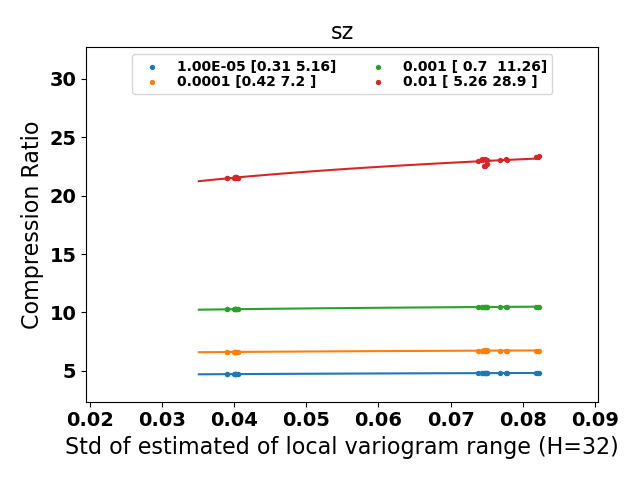 sz
1.00E-05 [0.31 5.16]
0.0001 [0.42 7.2 ]
0.001 [ 0.7  11.26]
0.01 [ 5.26 28.9 ]
Compression Ratio
30
25
20
15
10
5
0.02 0.03 0.04 0.05 0.06 0.07 0.08 0.09
Std of estimated of local variogram range (H=32)